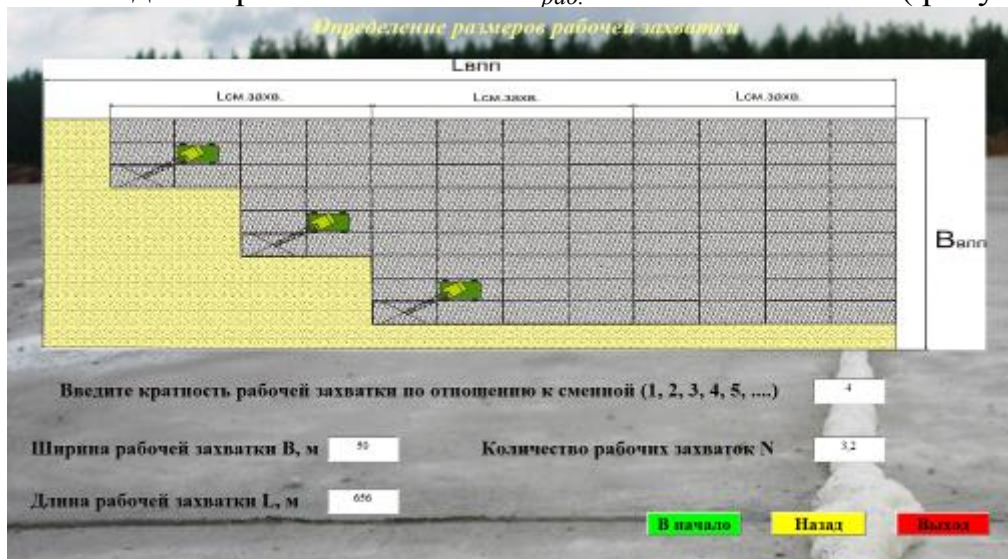 раб.
Определение размеров рабочей захватки
Lвпп
Lсм.захв. Lсм.захв. Lсм.захв.
Ввпп
Введите кратность рабочей захватки по отношению к сменной (1, 2, 3, 4, 5, ....) 4
Ширина рабочей захватки В, м 50 Количество рабочих захваток N 3,2
Длина рабочей захватки L, м 656
В начало Назад Выход